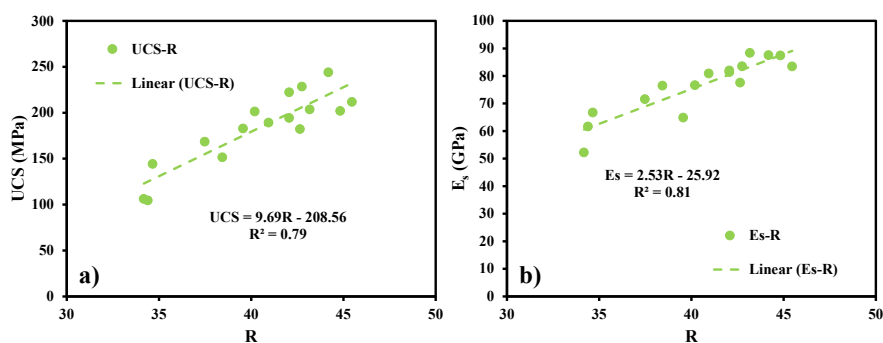 300
250
200
150
100
50
0
UCS (MPa)
UCS-R
Linear (UCS-R)
UCS = 9.69R - 208.56
R² = 0.79
a)
30
35
40
45
50
R
100
90
80
70
60
50
40
30
20
10
0
Es (GPa)
Es = 2.53R - 25.92
R² = 0.81
Es-R
Linear (Es-R)
b)
30
35
40
45
50
R